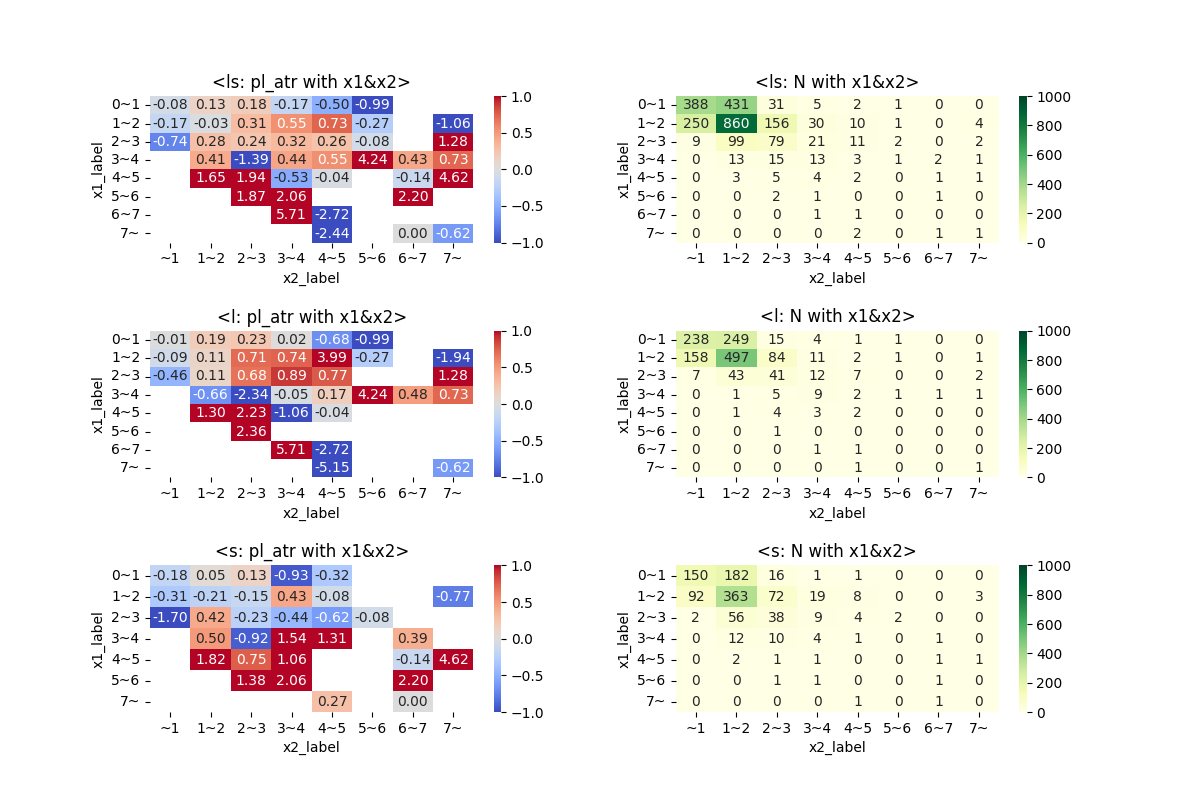 <ls: pl_atr with x1&x2>
0~1 -0.08 0.13 0.18 -0.17 -0.50 -0.99
1~2 -0.17 -0.03 0.31 0.55 0.73 -0.27 -1.06
2~3 -0.74 0.28 0.24 0.32 0.26 -0.08 1.28
3~4 0.41 -1.39 0.44 0.55 4.24 0.43 0.73
4~5 1.65 1.94 -0.53 -0.04 -0.14 4.62
5~6 1.87 2.06 2.20
6~7 5.71 -2.72
7~ -2.44 0.00 -0.62
~1 1~2 2~3 3~4 4~5 5~6 6~7 7~
x2_label
x1_label
1.0
0.5
0.0
−0.5
−1.0
<ls: N with x1&x2>
0~1 388 431 31 5 2 1 0 0
1~2 250 860 156 30 10 1 0 4
2~3 9 99 79 21 11 2 0 2
3~4 0 13 15 13 3 1 2 1
4~5 0 3 5 4 2 0 1 1
5~6 0 0 2 1 0 0 1 0
6~7 0 0 0 1 1 0 0 0
7~ 0 0 0 0 2 0 1 1
~1 1~2 2~3 3~4 4~5 5~6 6~7 7~
x2_label
x1_label
1000
800
600
400
200
0
<l: pl_atr with x1&x2>
0~1 -0.01 0.19 0.23 0.02 -0.68 -0.99
1~2 -0.09 0.11 0.71 0.74 3.99 -0.27 -1.94
2~3 -0.46 0.11 0.68 0.89 0.77 1.28
3~4 -0.66 -2.34 -0.05 0.17 4.24 0.48 0.73
4~5 1.30 2.23 -1.06 -0.04
5~6 2.36
6~7 5.71 -2.72
7~ -5.15 -0.62
~1 1~2 2~3 3~4 4~5 5~6 6~7 7~
x2_label
x1_label
1.0
0.5
0.0
−0.5
−1.0
<l: N with x1&x2>
0~1 238 249 15 4 1 1 0 0
1~2 158 497 84 11 2 1 0 1
2~3 7 43 41 12 7 0 0 2
3~4 0 1 5 9 2 1 1 1
4~5 0 1 4 3 2 0 0 0
5~6 0 0 1 0 0 0 0 0
6~7 0 0 0 1 1 0 0 0
7~ 0 0 0 0 1 0 0 1
~1 1~2 2~3 3~4 4~5 5~6 6~7 7~
x2_label
x1_label
1000
800
600
400
200
0
<s: pl_atr with x1&x2>
0~1 -0.18 0.05 0.13 -0.93 -0.32
1~2 -0.31 -0.21 -0.15 0.43 -0.08 -0.77
2~3 -1.70 0.42 -0.23 -0.44 -0.62 -0.08
3~4 0.50 -0.92 1.54 1.31 0.39
4~5 1.82 0.75 1.06 -0.14 4.62
5~6 1.38 2.06 2.20
7~ 0.27 0.00
~1 1~2 2~3 3~4 4~5 5~6 6~7 7~
x2_label
x1_label
1.0
0.5
0.0
−0.5
−1.0
<s: N with x1&x2>
0~1 150 182 16 1 1 0 0 0
1~2 92 363 72 19 8 0 0 3
2~3 2 56 38 9 4 2 0 0
3~4 0 12 10 4 1 0 1 0
4~5 0 2 1 1 0 0 1 1
5~6 0 0 1 1 0 0 1 0
7~ 0 0 0 0 1 0 1 0
~1 1~2 2~3 3~4 4~5 5~6 6~7 7~
x2_label
x1_label
1000
800
600
400
200
0